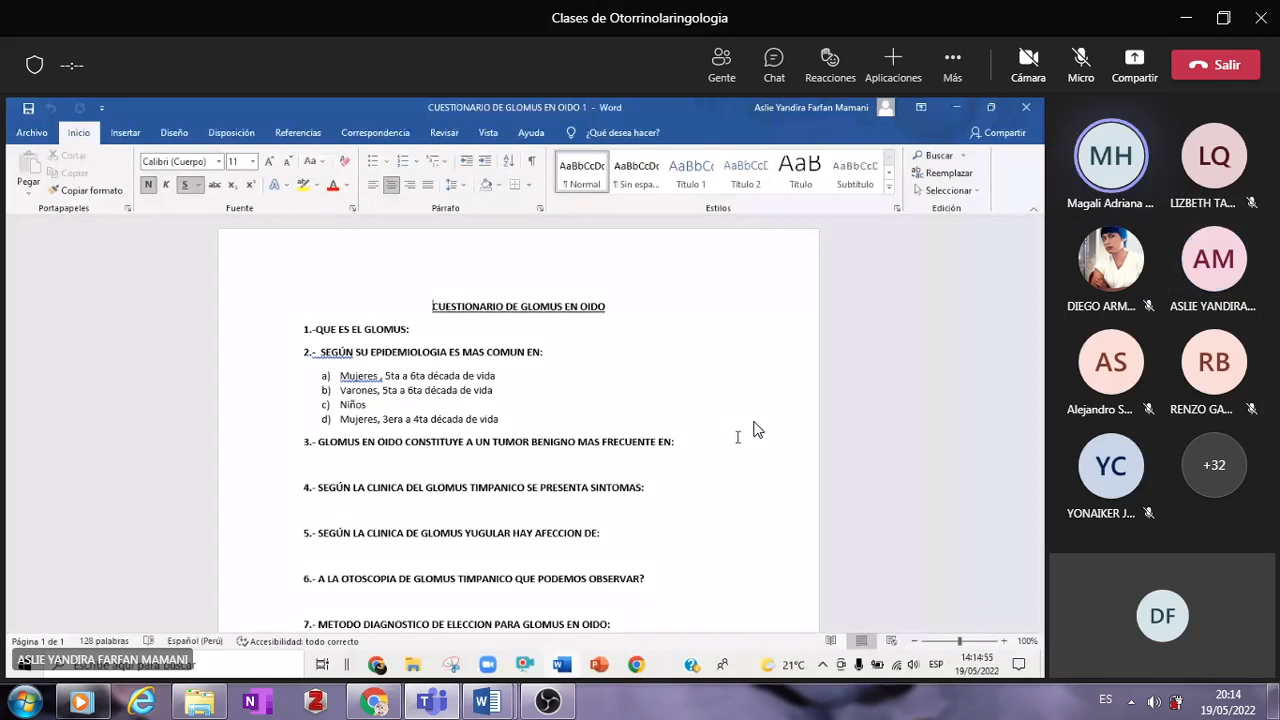 Clases de Otorrinolaringologia
--:--
Gente
Chat
Reacciones
Aplicaciones
Más
Cámara
Micro
Compartir
Salir
CUESTIONARIO DE GLOMUS EN OIDO 1 - Word
Aslie Yandira Farfan Mamani
Archivo Inicio Insertar Diseño Disposición Referencias Correspondencia Revisar Vista Ayuda ¿Qué desea hacer? Compartir
Pegar
Cortar
Copiar
Copiar formato
Portapapeles
Calibri (Cuerpo) 11
N K S abc x₂ x²
Fuente
Párrafo
AaBbCcDc AaBbCcDc AaBbCc AaBbCcD AaB AaBbCcD
¶ Normal ¶ Sin espa... Título 1 Título 2 Título Subtítulo
Estilos
Buscar
Reemplazar
Seleccionar
Edición
CUESTIONARIO DE GLOMUS EN OIDO
1.-QUE ES EL GLOMUS:
2.- SEGÚN SU EPIDEMIOLOGIA ES MAS COMUN EN:
a) Mujeres , 5ta a 6ta década de vida
b) Varones, 5ta a 6ta década de vida
c) Niños
d) Mujeres, 3era a 4ta década de vida
3.- GLOMUS EN OIDO CONSTITUYE A UN TUMOR BENIGNO MAS FRECUENTE EN:
4.- SEGÚN LA CLINICA DEL GLOMUS TIMPANICO SE PRESENTA SINTOMAS:
5.- SEGÚN LA CLINICA DE GLOMUS YUGULAR HAY AFECCION DE:
6.- A LA OTOSCOPIA DE GLOMUS TIMPANICO QUE PODEMOS OBSERVAR?
7.- METODO DIAGNOSTICO DE ELECCION PARA GLOMUS EN OIDO:
Página 1 de 1 128 palabras Español (Perú) Accesibilidad: todo correcto 100%
ASLIE YANDIRA FARFAN MAMANI
21°C
ESP
14:14:55
19/05/2022
MH
Magali Adriana ...
LQ
LIZBETH TA...
DIEGO ARM...
AM
ASLIE YANDIRA...
AS
Alejandro S...
RB
RENZO GA...
YC
YONAIKER J...
+32
DF
ES
20:14
19/05/2022